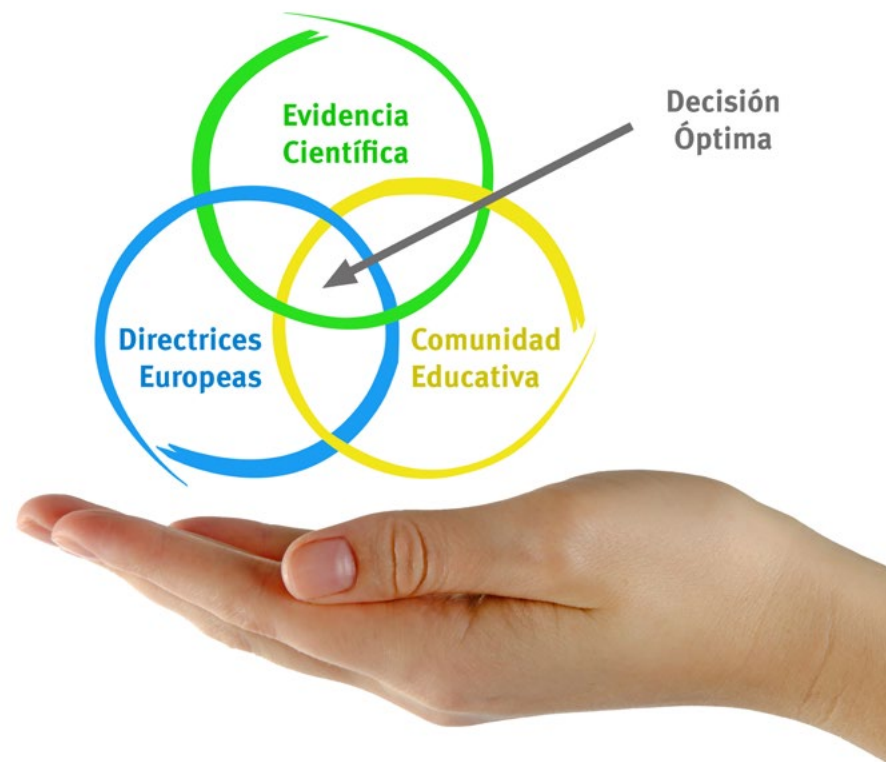 Evidencia
Científica
Decisión
Óptima
Directrices
Europeas
Comunidad
Educativa